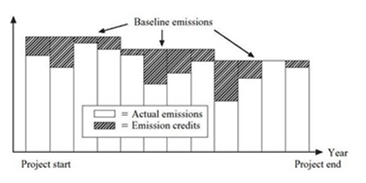 Baseline emissions
= Actual emissions
= Emission credits
Year
Project start
Project end